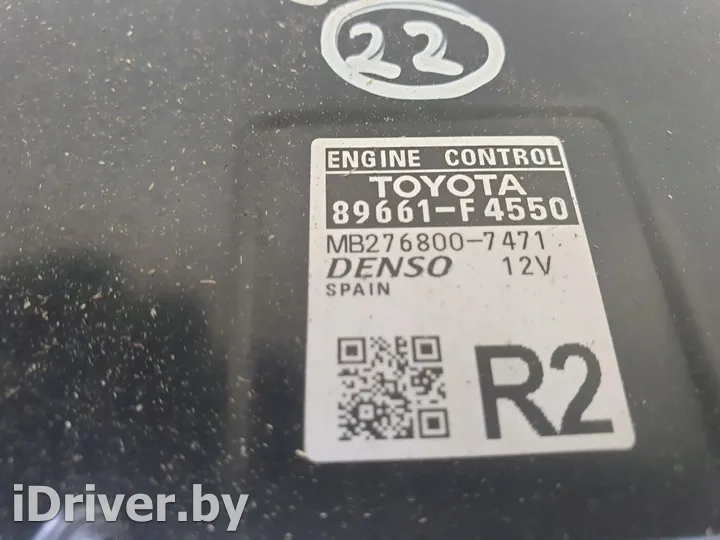 22
ENGINE CONTROL
TOYOTA
89661-F4550
MB276800-7471
DENSO 12V
SPAIN
R2
iDriver.by